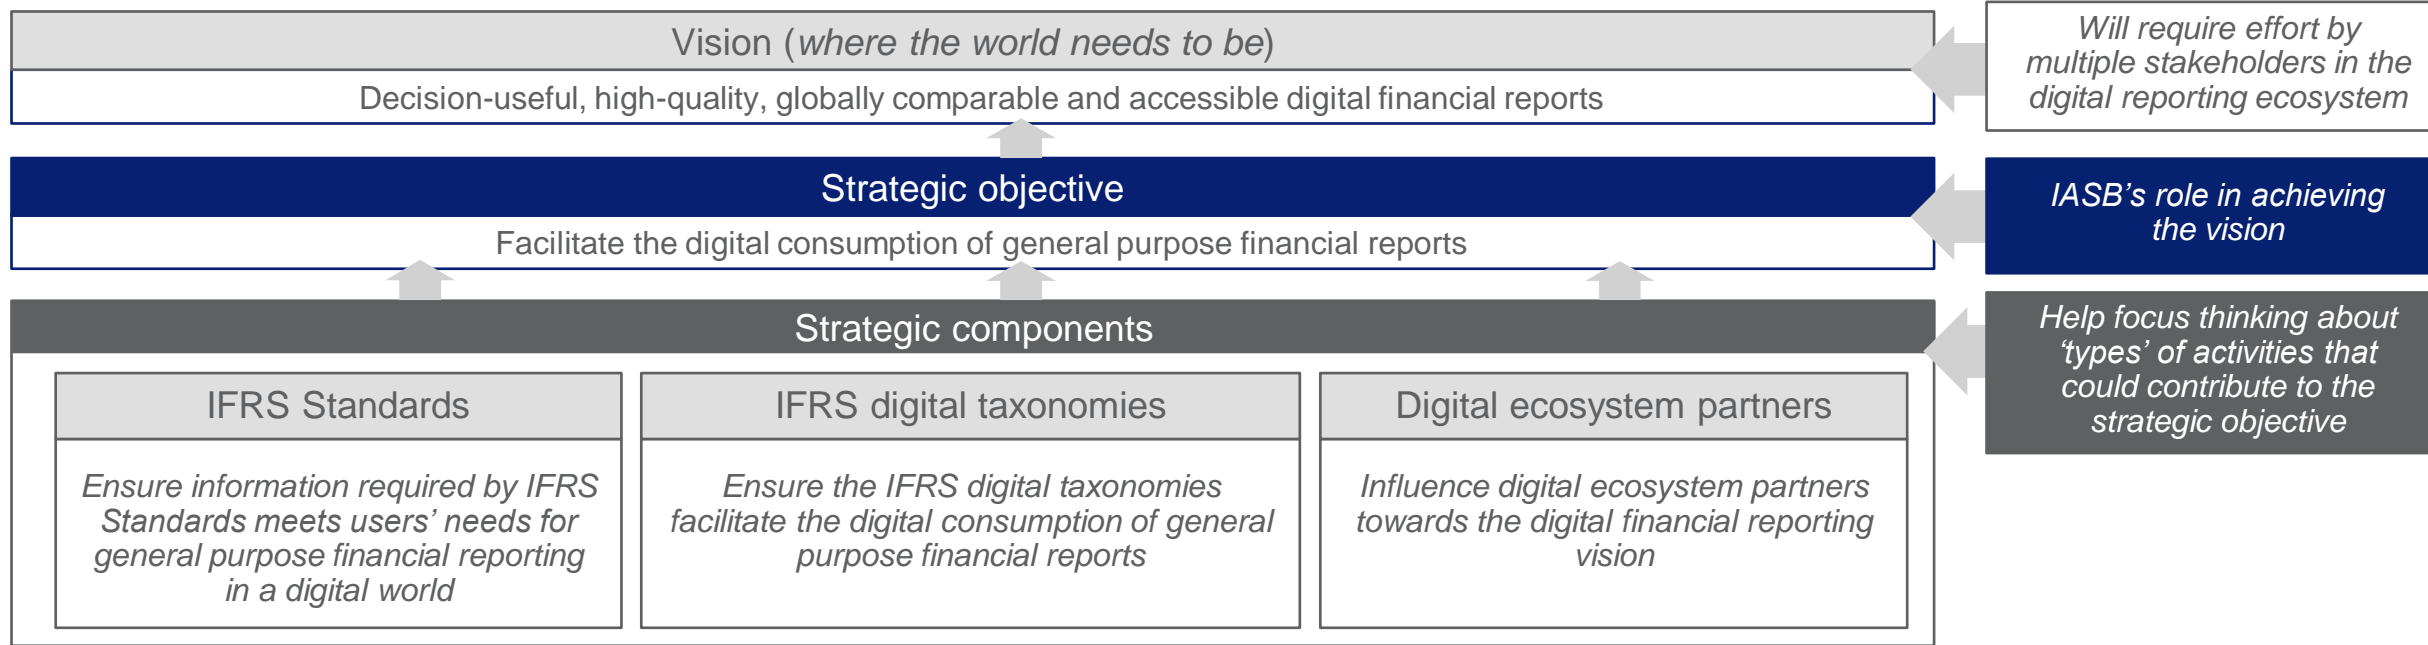 Vision (where the world needs to be)
Decision-useful, high-quality, globally comparable and accessible digital financial reports
Will require effort by
multiple stakeholders in the
digital reporting ecosystem
Strategic objective
Facilitate the digital consumption of general purpose financial reports
IASB’s role in achieving
the vision
Strategic components
Help focus thinking about
‘types’ of activities that
could contribute to the
strategic objective
IFRS Standards
Ensure information required by IFRS
Standards meets users’ needs for
general purpose financial reporting
in a digital world
IFRS digital taxonomies
Ensure the IFRS digital taxonomies
facilitate the digital consumption of general
purpose financial reports
Digital ecosystem partners
Influence digital ecosystem partners
towards the digital financial reporting
vision